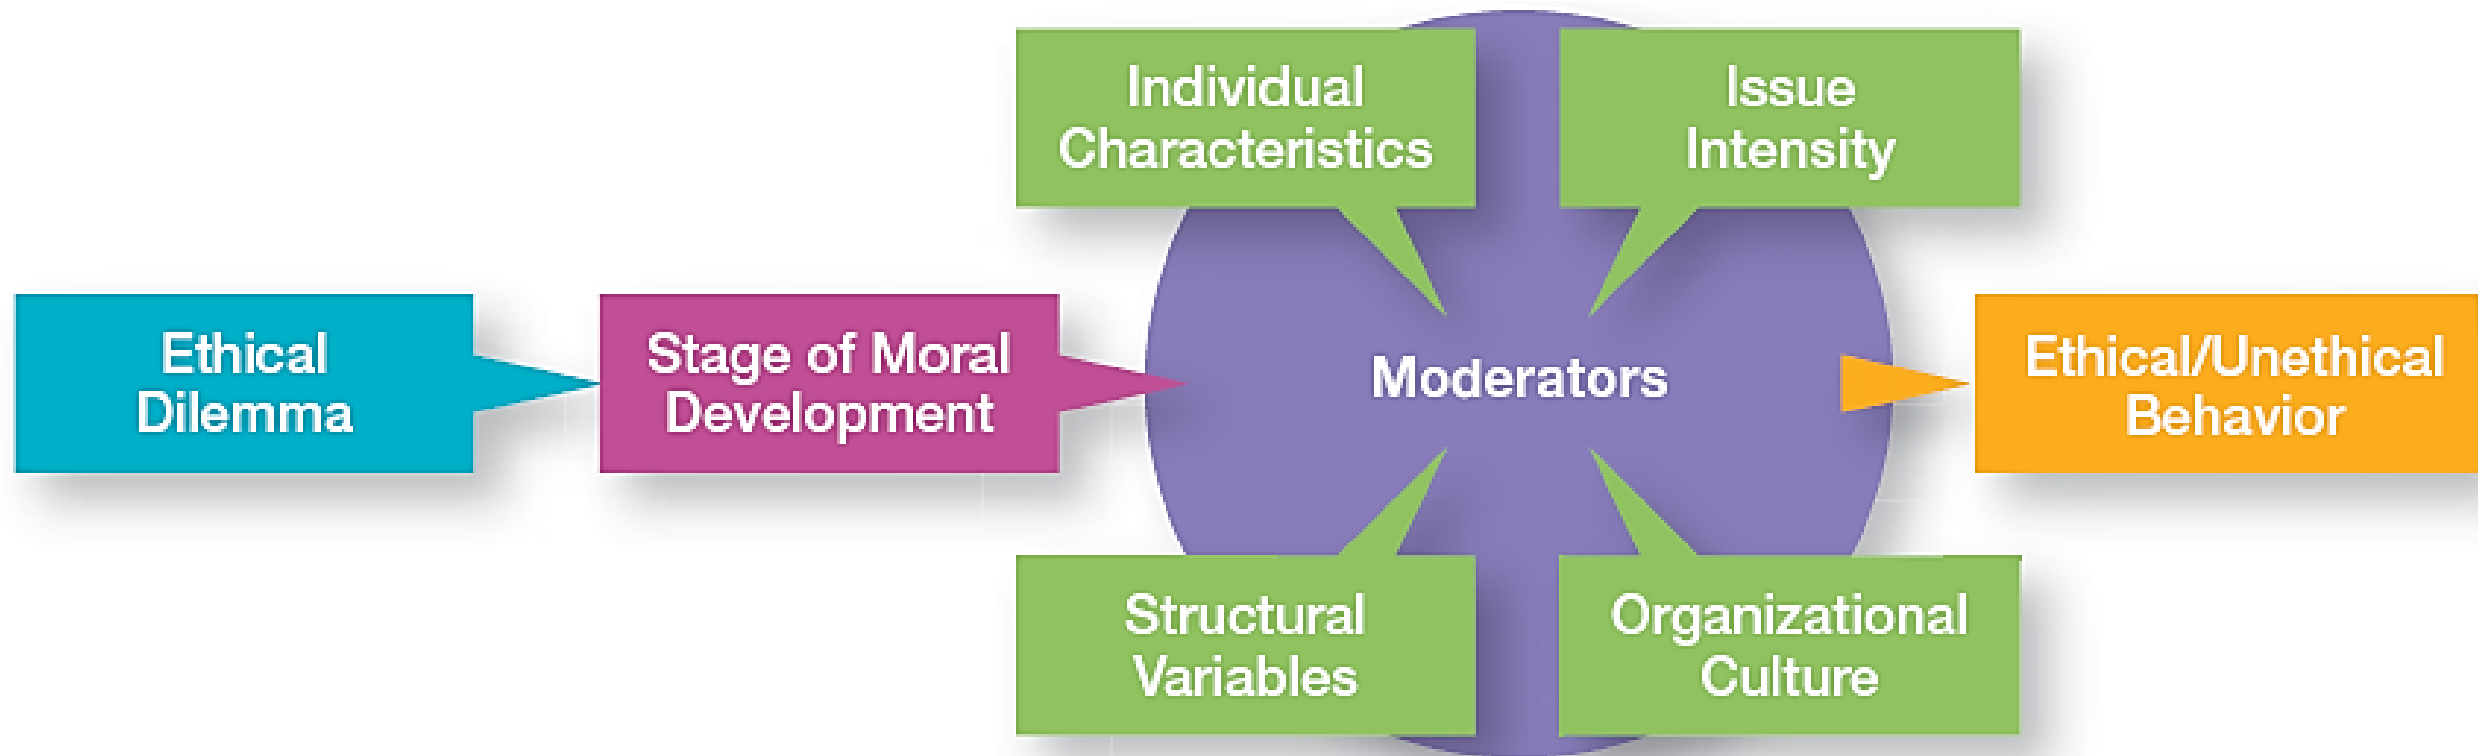 Individual
Characteristics
Issue
Intensity
Ethical
Dilemma
Stage of Moral
Development
Moderators
Ethical/Unethical
Behavior
Structural
Variables
Organizational
Culture